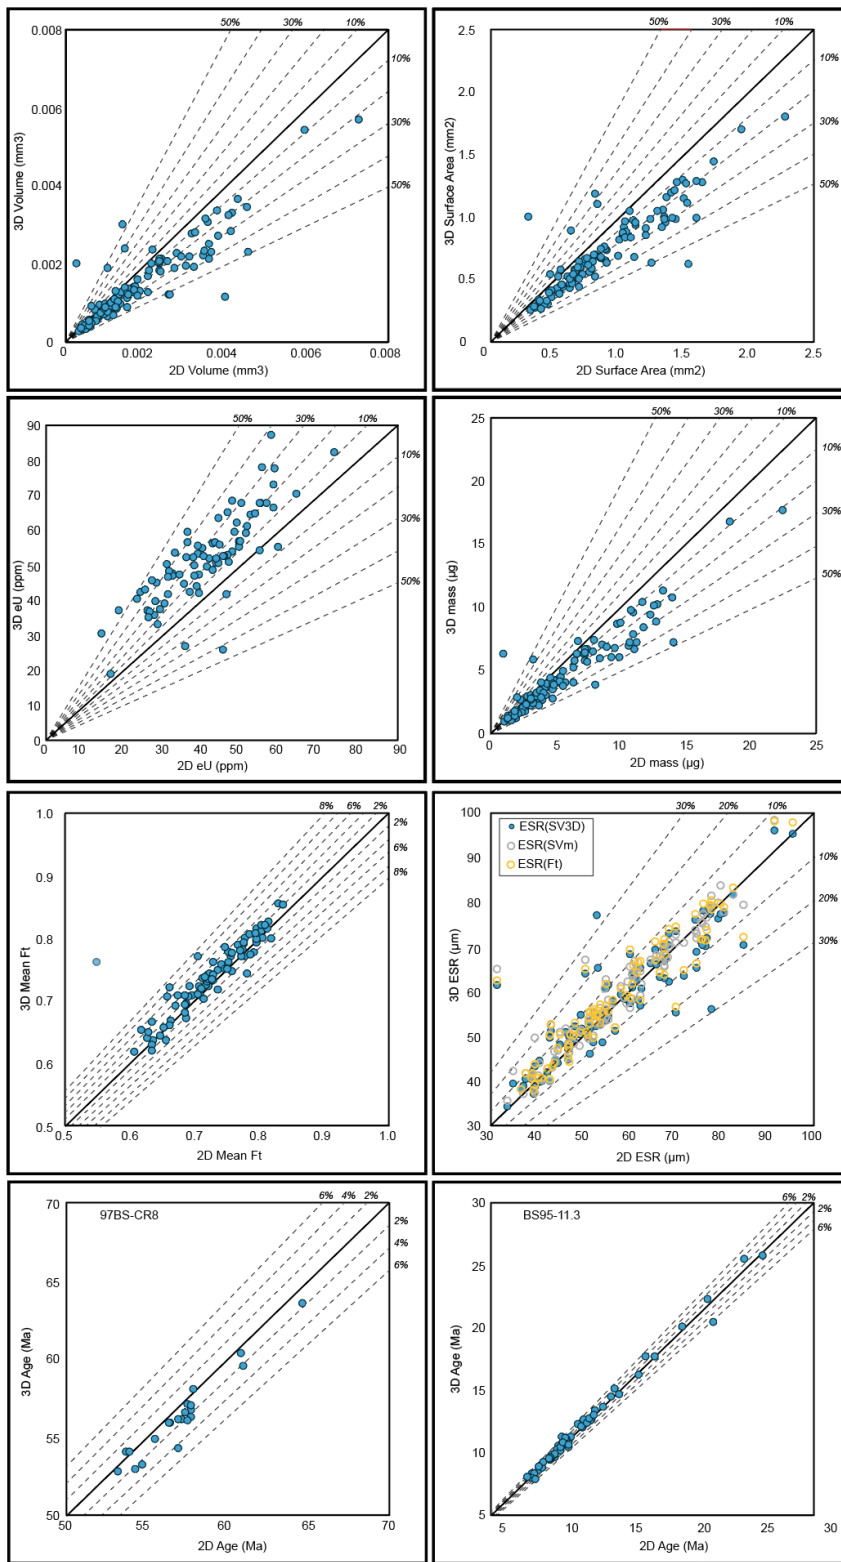 50% 30% 10%
0.008
0.006
0.004
0.002
0
10%
30%
50%
3D Volume (mm3)
0 0.002 0.004 0.006 0.008
2D Volume (mm3)
50% 30% 10%
2.5
2.0
1.5
1.0
0.5
0
10%
30%
50%
3D Surface Area (mm2)
0 0.5 1.0 1.5 2.0 2.5
2D Surface Area (mm2)
50% 30% 10%
90
80
70
60
50
40
30
20
10
0
10%
30%
50%
3D eU (ppm)
0 10 20 30 40 50 60 70 80 90
2D eU (ppm)
50% 30% 10%
25
20
15
10
5
0
10%
30%
50%
3D mass (µg)
0 5 10 15 20 25
2D mass (µg)
8% 6% 2%
1.0
0.9
0.8
0.7
0.6
0.5
2%
6%
8%
3D Mean Ft
0.5 0.6 0.7 0.8 0.9 1.0
2D Mean Ft
30% 20% 10%
100
90
80
70
60
50
40
30
ESR(SV3D)
ESR(SVm)
ESR(Ft)
10%
20%
30%
3D ESR (µm)
30 40 50 60 70 80 90 100
2D ESR (µm)
6% 4% 2%
70
65
60
55
50
97BS-CR8
2%
4%
6%
3D Age (Ma)
50 55 60 65 70
2D Age (Ma)
6% 2%
30
25
20
15
10
5
BS95-11.3
2%
6%
3D Age (Ma)
5 10 15 20 25 30
2D Age (Ma)